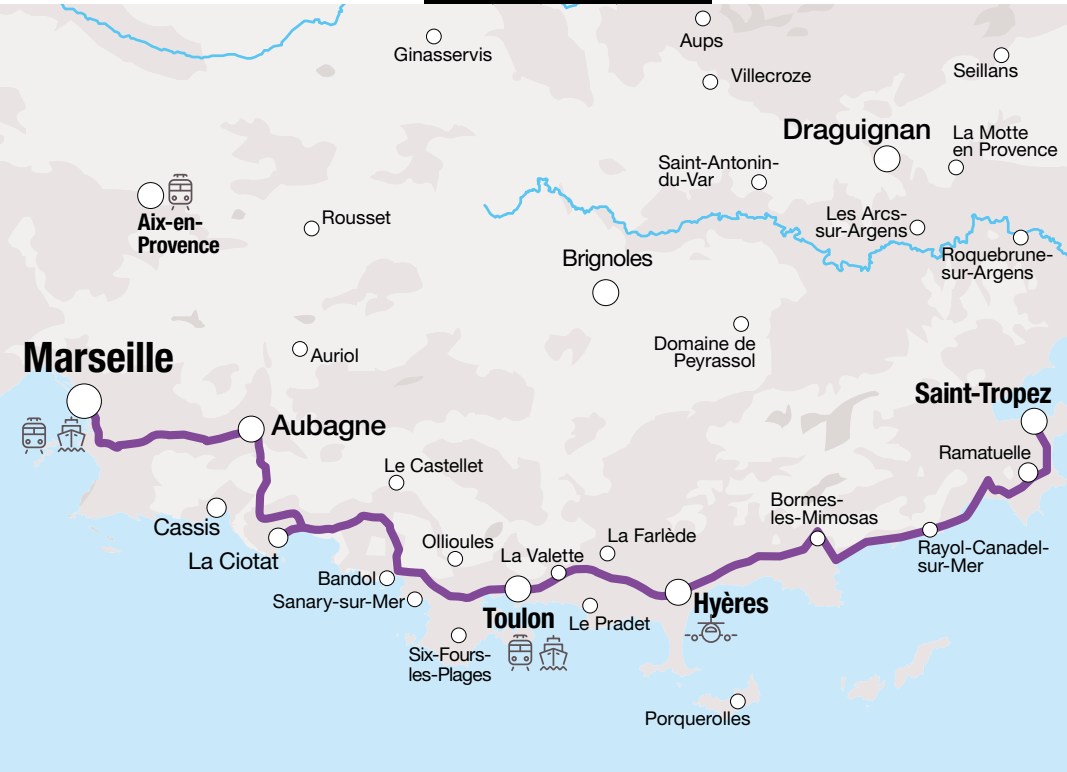 Ginasservis
Aups
Villecroze
Seillans
Draguignan
La Motte
en Provence
Saint-Antonin-
du-Var
Aix-en-
Provence
Rousset
Les Arcs-
sur-Argens
Roquebrune-
sur-Argens
Brignoles
Domaine de
Peyrassol
Marseille
Auriol
Saint-Tropez
Aubagne
Ramatuelle
Le Castellet
Bormes-
les-Mimosas
Cassis
La Ciotat
Ollioules
La Valette
La Farlède
Rayol-Canadel-
sur-Mer
Bandol
Sanary-sur-Mer
Toulon
Le Pradet
Hyères
Six-Fours-
les-Plages
Porquerolles